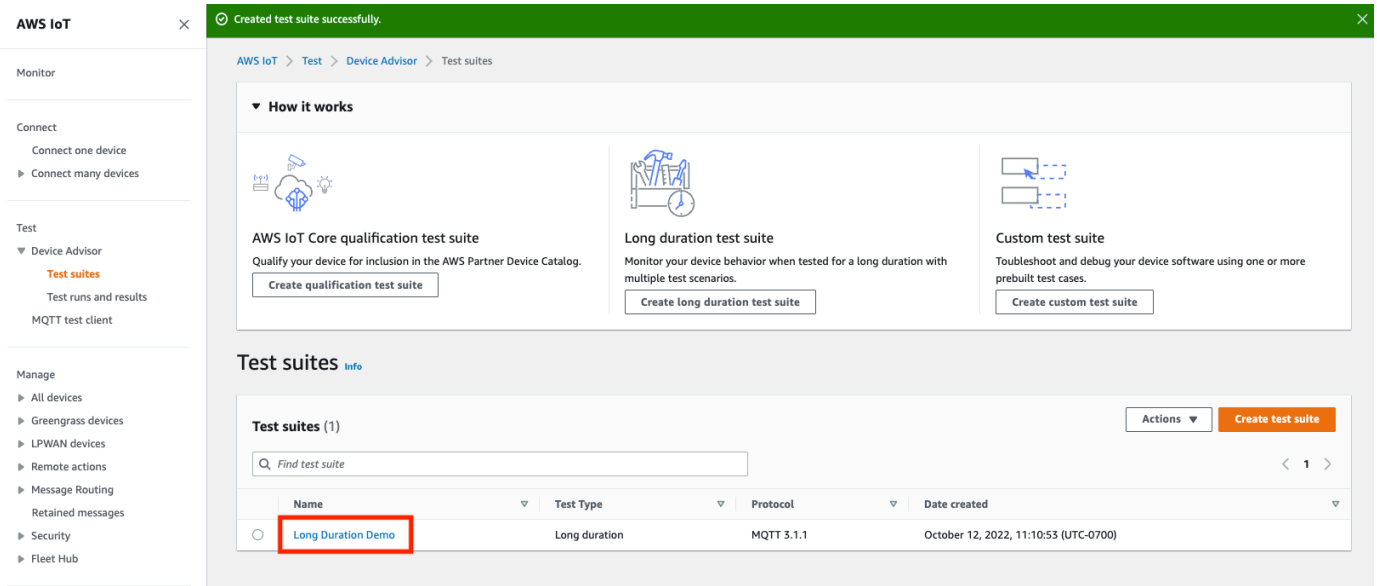 AWS IoT
Monitor
Connect
Connect one device
Connect many devices
Test
Device Advisor
Test suites
Test runs and results
MQTT test client
Manage
All devices
Greengrass devices
LPWAN devices
Remote actions
Message Routing
Retained messages
Security
Fleet Hub
Created test suite successfully.
AWS IoT > Test > Device Advisor > Test suites
How it works
AWS IoT Core qualification test suite
Qualify your device for inclusion in the AWS Partner Device Catalog.
Create qualification test suite
Long duration test suite
Monitor your device behavior when tested for a long duration with
multiple test scenarios.
Create long duration test suite
Custom test suite
Toubleshoot and debug your device software using one or more
prebuilt test cases.
Create custom test suite
Test suites Info
Test suites (1)
Actions
Create test suite
Find test suite
1
Name Test Type Protocol Date created
Long Duration Demo Long duration MQTT 3.1.1 October 12, 2022, 11:10:53 (UTC-0700)